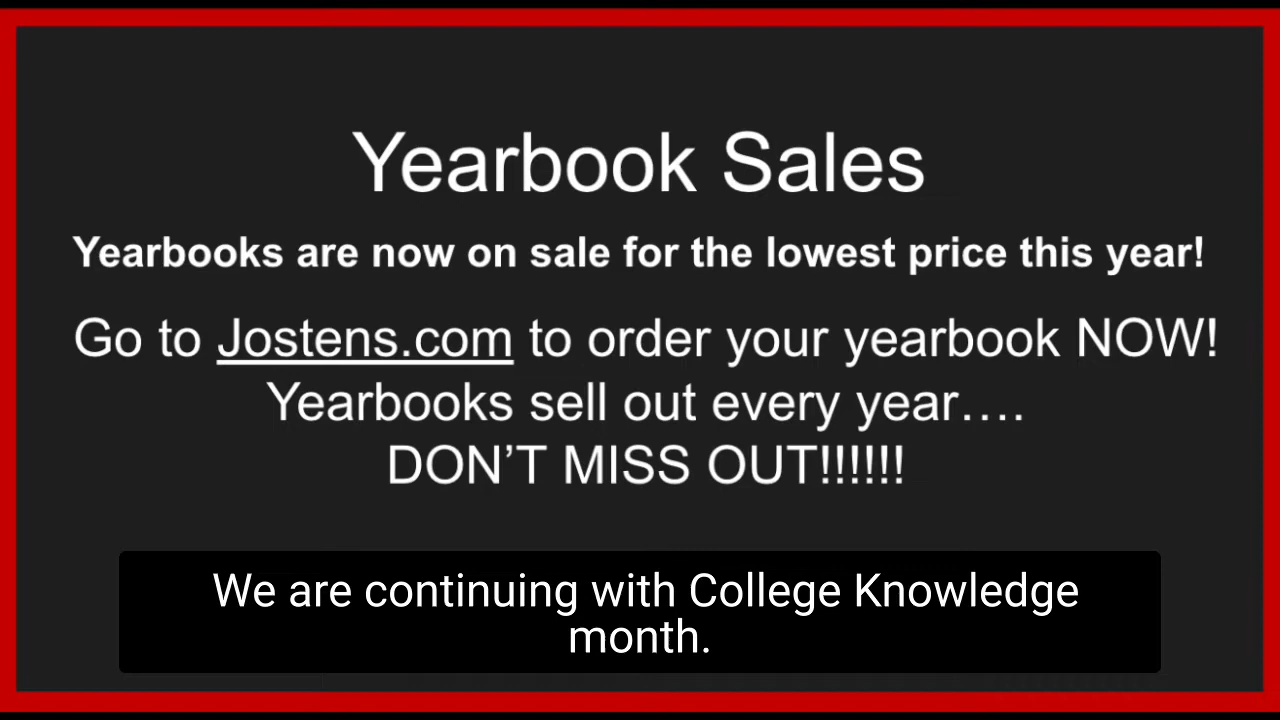 Yearbook Sales
Yearbooks are now on sale for the lowest price this year!
Go to Jostens.com to order your yearbook NOW!
Yearbooks sell out every year….
DON’T MISS OUT!!!!!!
We are continuing with College Knowledge
month.